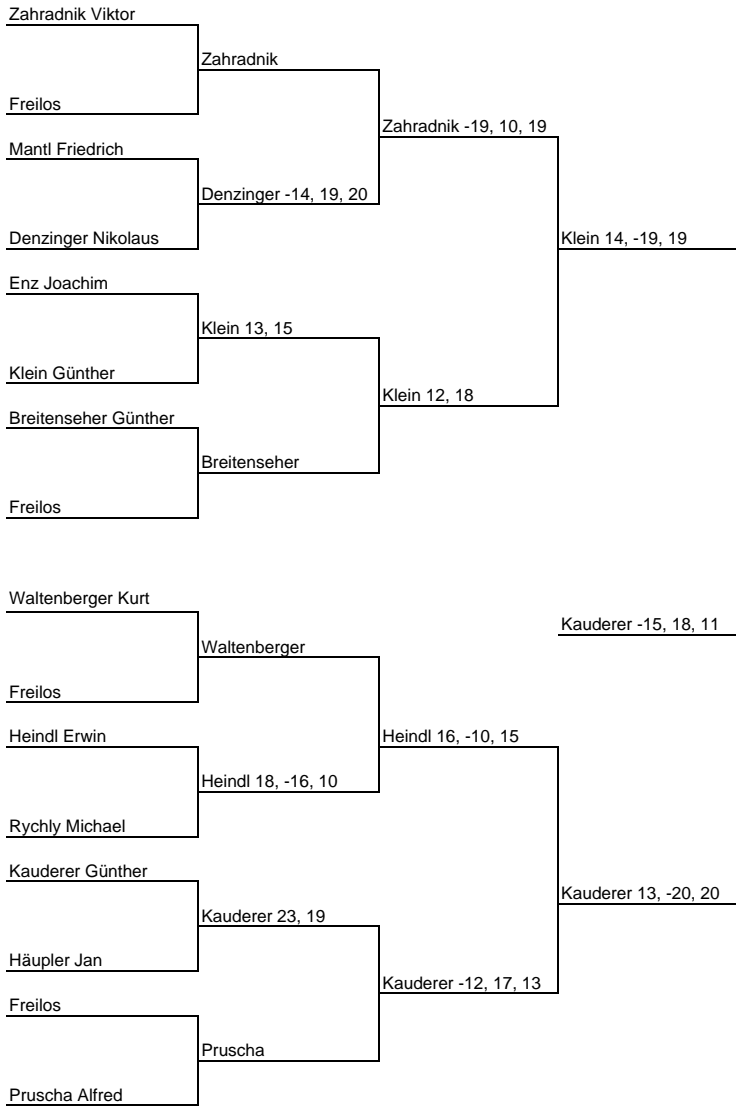 Zahradnik Viktor
Zahradnik
Freilos
Zahradnik -19, 10, 19
Mantl Friedrich
Denzinger -14, 19, 20
Denzinger Nikolaus
Klein 14, -19, 19
Enz Joachim
Klein 13, 15
Klein Günther
Klein 12, 18
Breitenseher Günther
Breitenseher
Freilos
Waltenberger Kurt
Kauderer -15, 18, 11
Waltenberger
Freilos
Heindl Erwin
Heindl 16, -10, 15
Heindl 18, -16, 10
Rychly Michael
Kauderer Günther
Kauderer 13, -20, 20
Kauderer 23, 19
Häupler Jan
Kauderer -12, 17, 13
Freilos
Pruscha
Pruscha Alfred